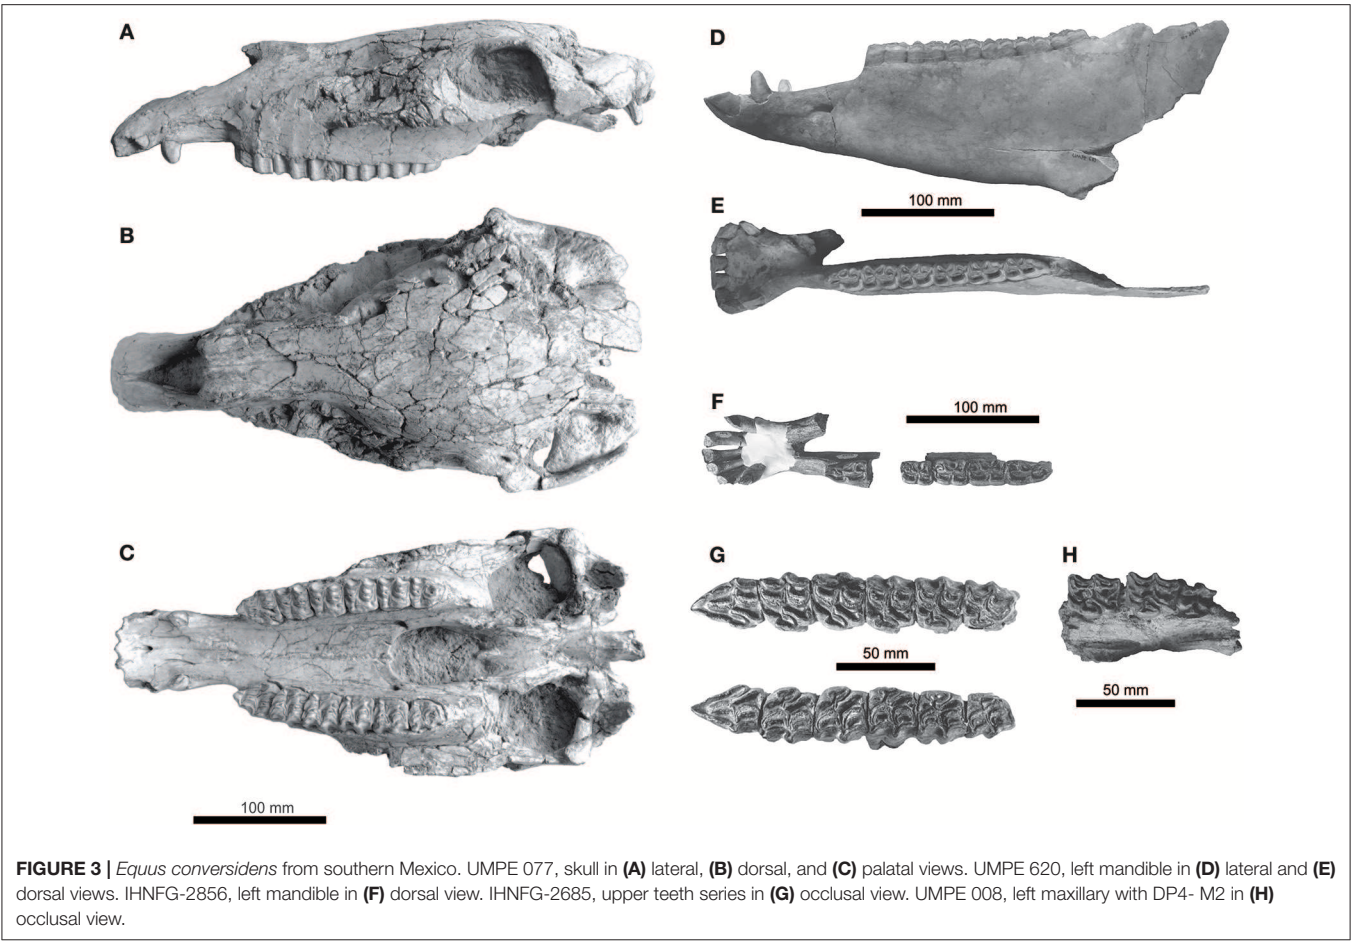 A
D
100 mm
E
B
F
100 mm
C
G
H
50 mm
50 mm
100 mm
FIGURE 3 | Equus conversidens from southern Mexico. UMPE 077, skull in (A) lateral, (B) dorsal, and (C) palatal views. UMPE 620, left mandible in (D) lateral and (E)
dorsal views. IHNFG-2856, left mandible in (F) dorsal view. IHNFG-2685, upper teeth series in (G) occlusal view. UMPE 008, left maxillary with DP4- M2 in (H)
occlusal view.